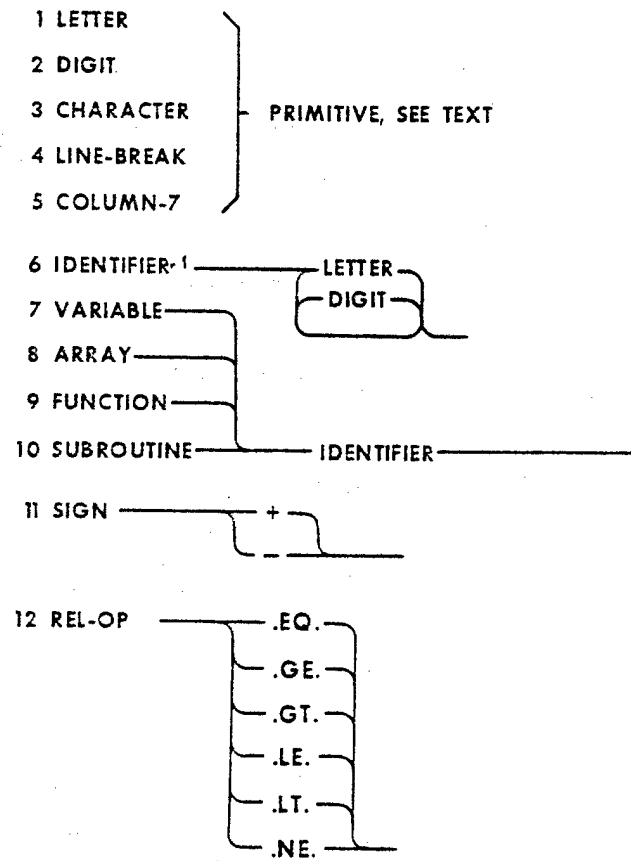 1 LETTER
2 DIGIT
3 CHARACTER
PRIMITIVE, SEE TEXT
4 LINE-BREAK
5 COLUMN-7
6 IDENTIFIER·1
LETTER
DIGIT
7 VARIABLE
8 ARRAY
9 FUNCTION
10 SUBROUTINE
IDENTIFIER
11 SIGN
+
-
12 REL-OP
.EQ.
.GE.
.GT.
.LE.
.LT.
.NE.